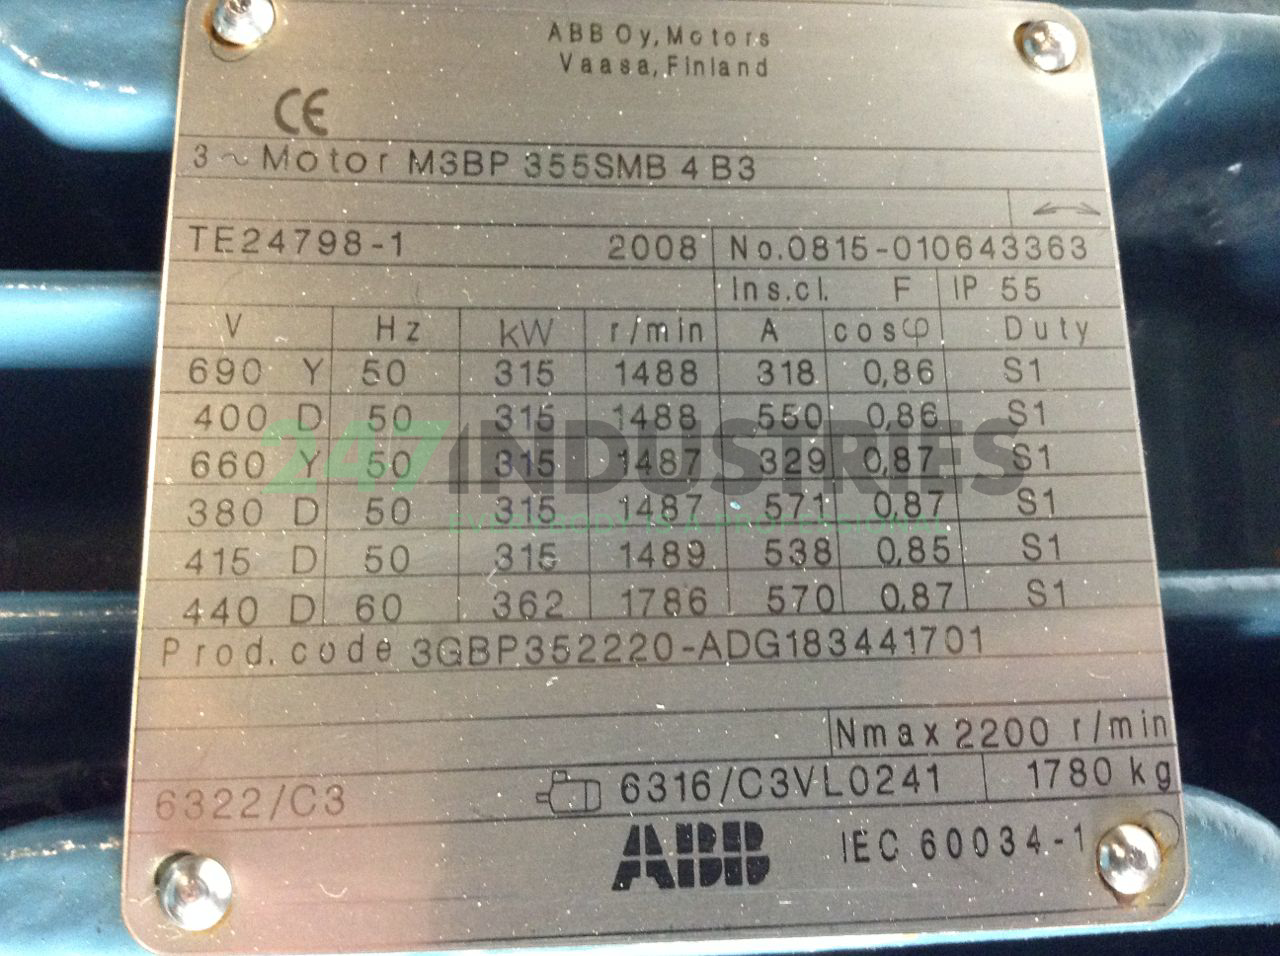 ABB Oy, Motors
Vaasa, Finland
CE
3 ~ Motor M3BP 355SMB 4 B3
TE24798-1 2008 No. 0815-010643363
Ins.cl. F IP 55
V Hz kW r/min A cosφ Duty
690 Y 50 315 1488 318 0,86 S1
400 D 50 315 1488 550 0,86 S1
247INDUSTRIES
660 Y 50 315 1487 329 0,87 S1
380 D 50 315 1487 571 0,87 S1
EVERYBODY IS A PROFESSIONAL
415 D 50 315 1489 538 0,85 S1
440 D 60 362 1786 570 0,87 S1
Prod. code 3GBP352220-ADG183441701
Nmax 2200 r/min
6322/C3 6316/C3VL0241 1780 kg
ABB IEC 60034-1